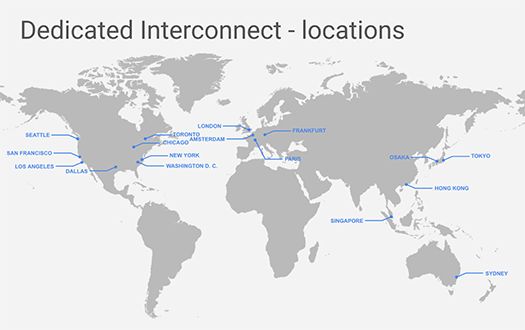 Dedicated Interconnect - locations
LONDON
FRANKFURT
SEATTLE
TORONTO
AMSTERDAM
CHICAGO
SAN FRANCISCO
NEW YORK
PARIS
OSAKA
TOKYO
LOS ANGELES
WASHINGTON D. C.
DALLAS
HONG KONG
SINGAPORE
SYDNEY